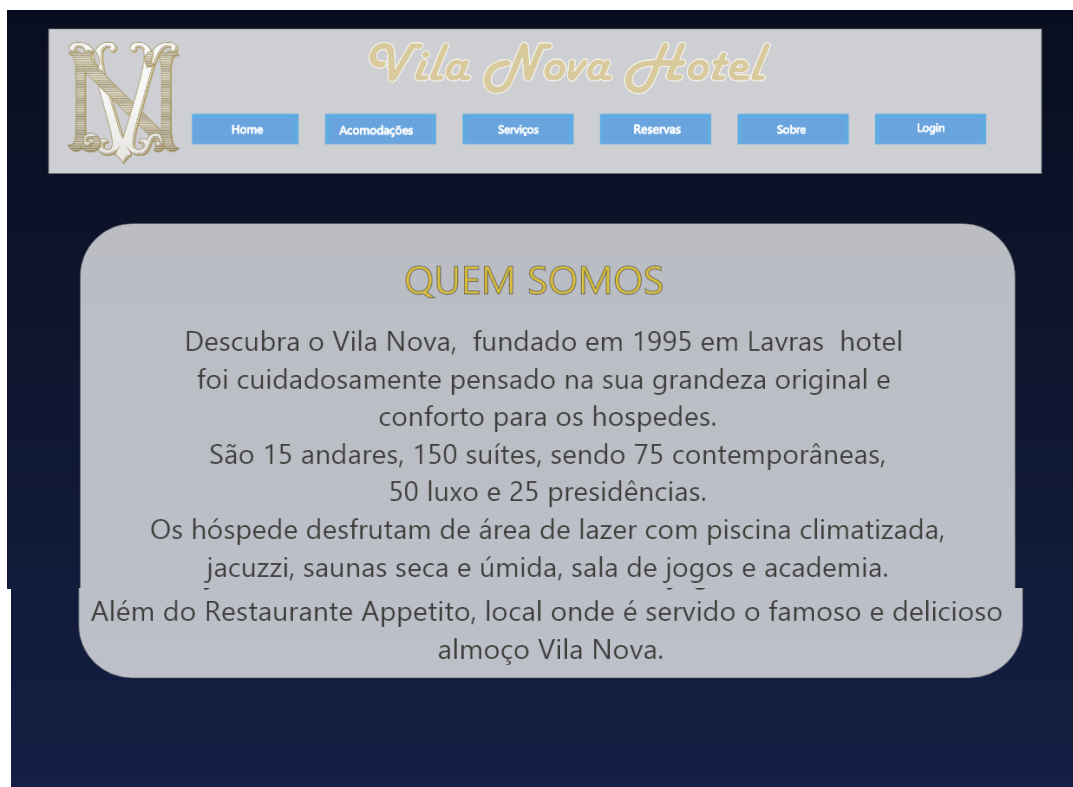 Vila Nova Hotel
Home
Acomodações
Serviços
Reservas
Sobre
Login
QUEM SOMOS
Descubra o Vila Nova,  fundado em 1995 em Lavras  hotel
foi cuidadosamente pensado na sua grandeza original e
conforto para os hospedes.
São 15 andares, 150 suítes, sendo 75 contemporâneas,
50 luxo e 25 presidências.
Os hóspede desfrutam de área de lazer com piscina climatizada,
jacuzzi, saunas seca e úmida, sala de jogos e academia.
Além do Restaurante Appetito, local onde é servido o famoso e delicioso
almoço Vila Nova.